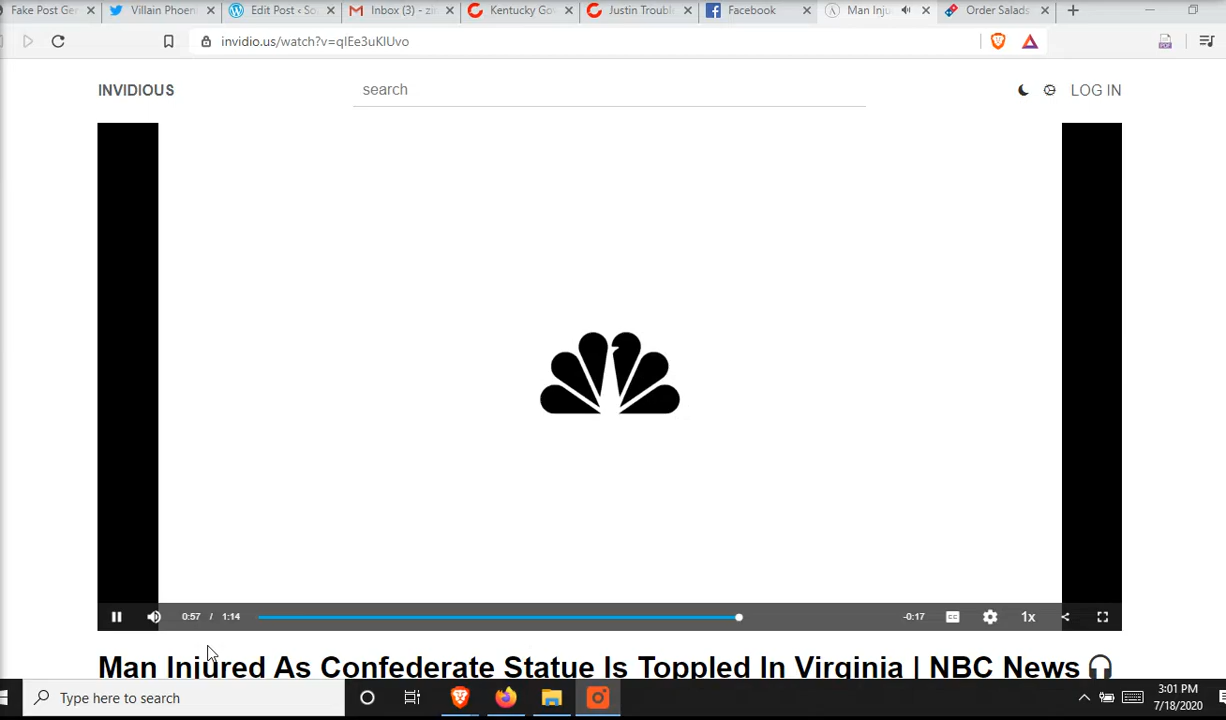 Fake Post Ge
Villain Phoen
Edit Post ‹ So
Inbox (3) - zi
Kentucky Go
Justin Troubl
Facebook
Man Inju
Order Salads
invidio.us/watch?v=qIEe3uKlUvo
INVIDIOUS
search
LOG IN
0:57 / 1:14
-0:17
CC
1x
Man Injured As Confederate Statue Is Toppled In Virginia | NBC News
Type here to search
3:01 PM
7/18/2020